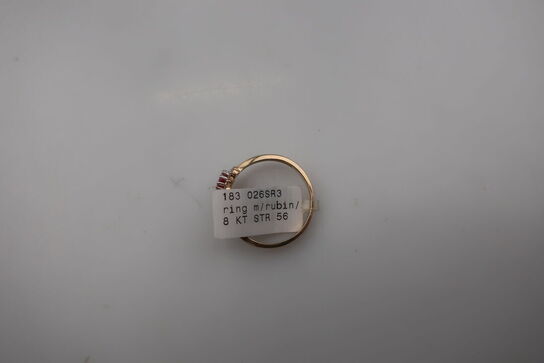 183 026SR3
ring m/rubin/
8 KT STR 56